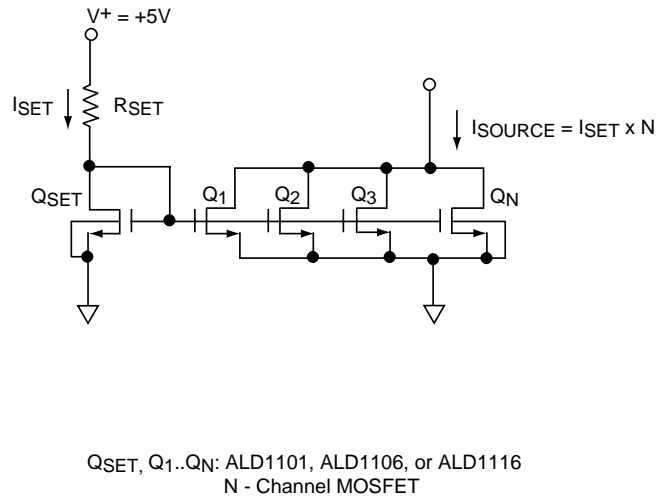 V+ = +5V
ISET
RSET
ISOURCE = ISET x N
QSET
Q1
Q2
Q3
QN
QSET, Q1..QN: ALD1101, ALD1106, or ALD1116
N - Channel MOSFET